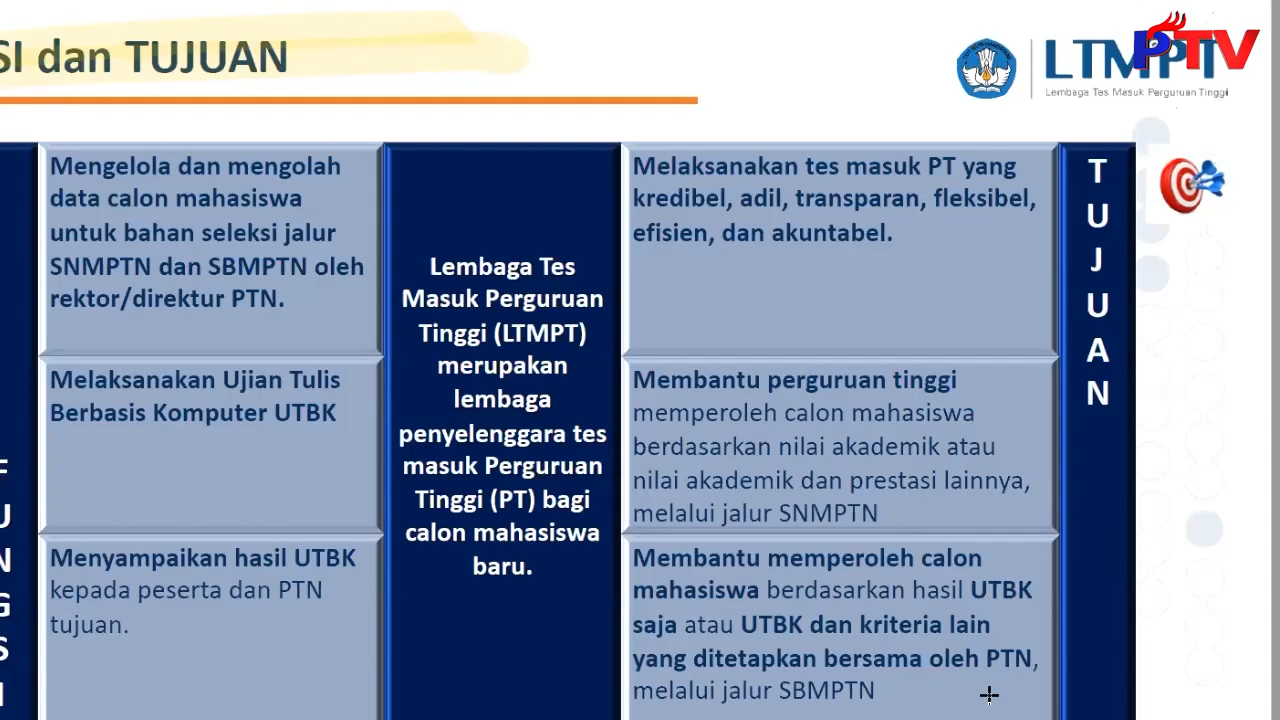 SI dan TUJUAN
LTMPT
PTV
Lembaga Tes Masuk Perguruan Tinggi
F
U
N
G
S
I
Mengelola dan mengolah
data calon mahasiswa
untuk bahan seleksi jalur
SNMPTN dan SBMPTN oleh
rektor/direktur PTN.
Melaksanakan Ujian Tulis
Berbasis Komputer UTBK
Menyampaikan hasil UTBK
kepada peserta dan PTN
tujuan.
Lembaga Tes
Masuk Perguruan
Tinggi (LTMPT)
merupakan
lembaga
penyelenggara tes
masuk Perguruan
Tinggi (PT) bagi
calon mahasiswa
baru.
Melaksanakan tes masuk PT yang
kredibel, adil, transparan, fleksibel,
efisien, dan akuntabel.
Membantu perguruan tinggi
memperoleh calon mahasiswa
berdasarkan nilai akademik atau
nilai akademik dan prestasi lainnya,
melalui jalur SNMPTN
Membantu memperoleh calon
mahasiswa berdasarkan hasil UTBK
saja atau UTBK dan kriteria lain
yang ditetapkan bersama oleh PTN,
melalui jalur SBMPTN
T
U
J
U
A
N